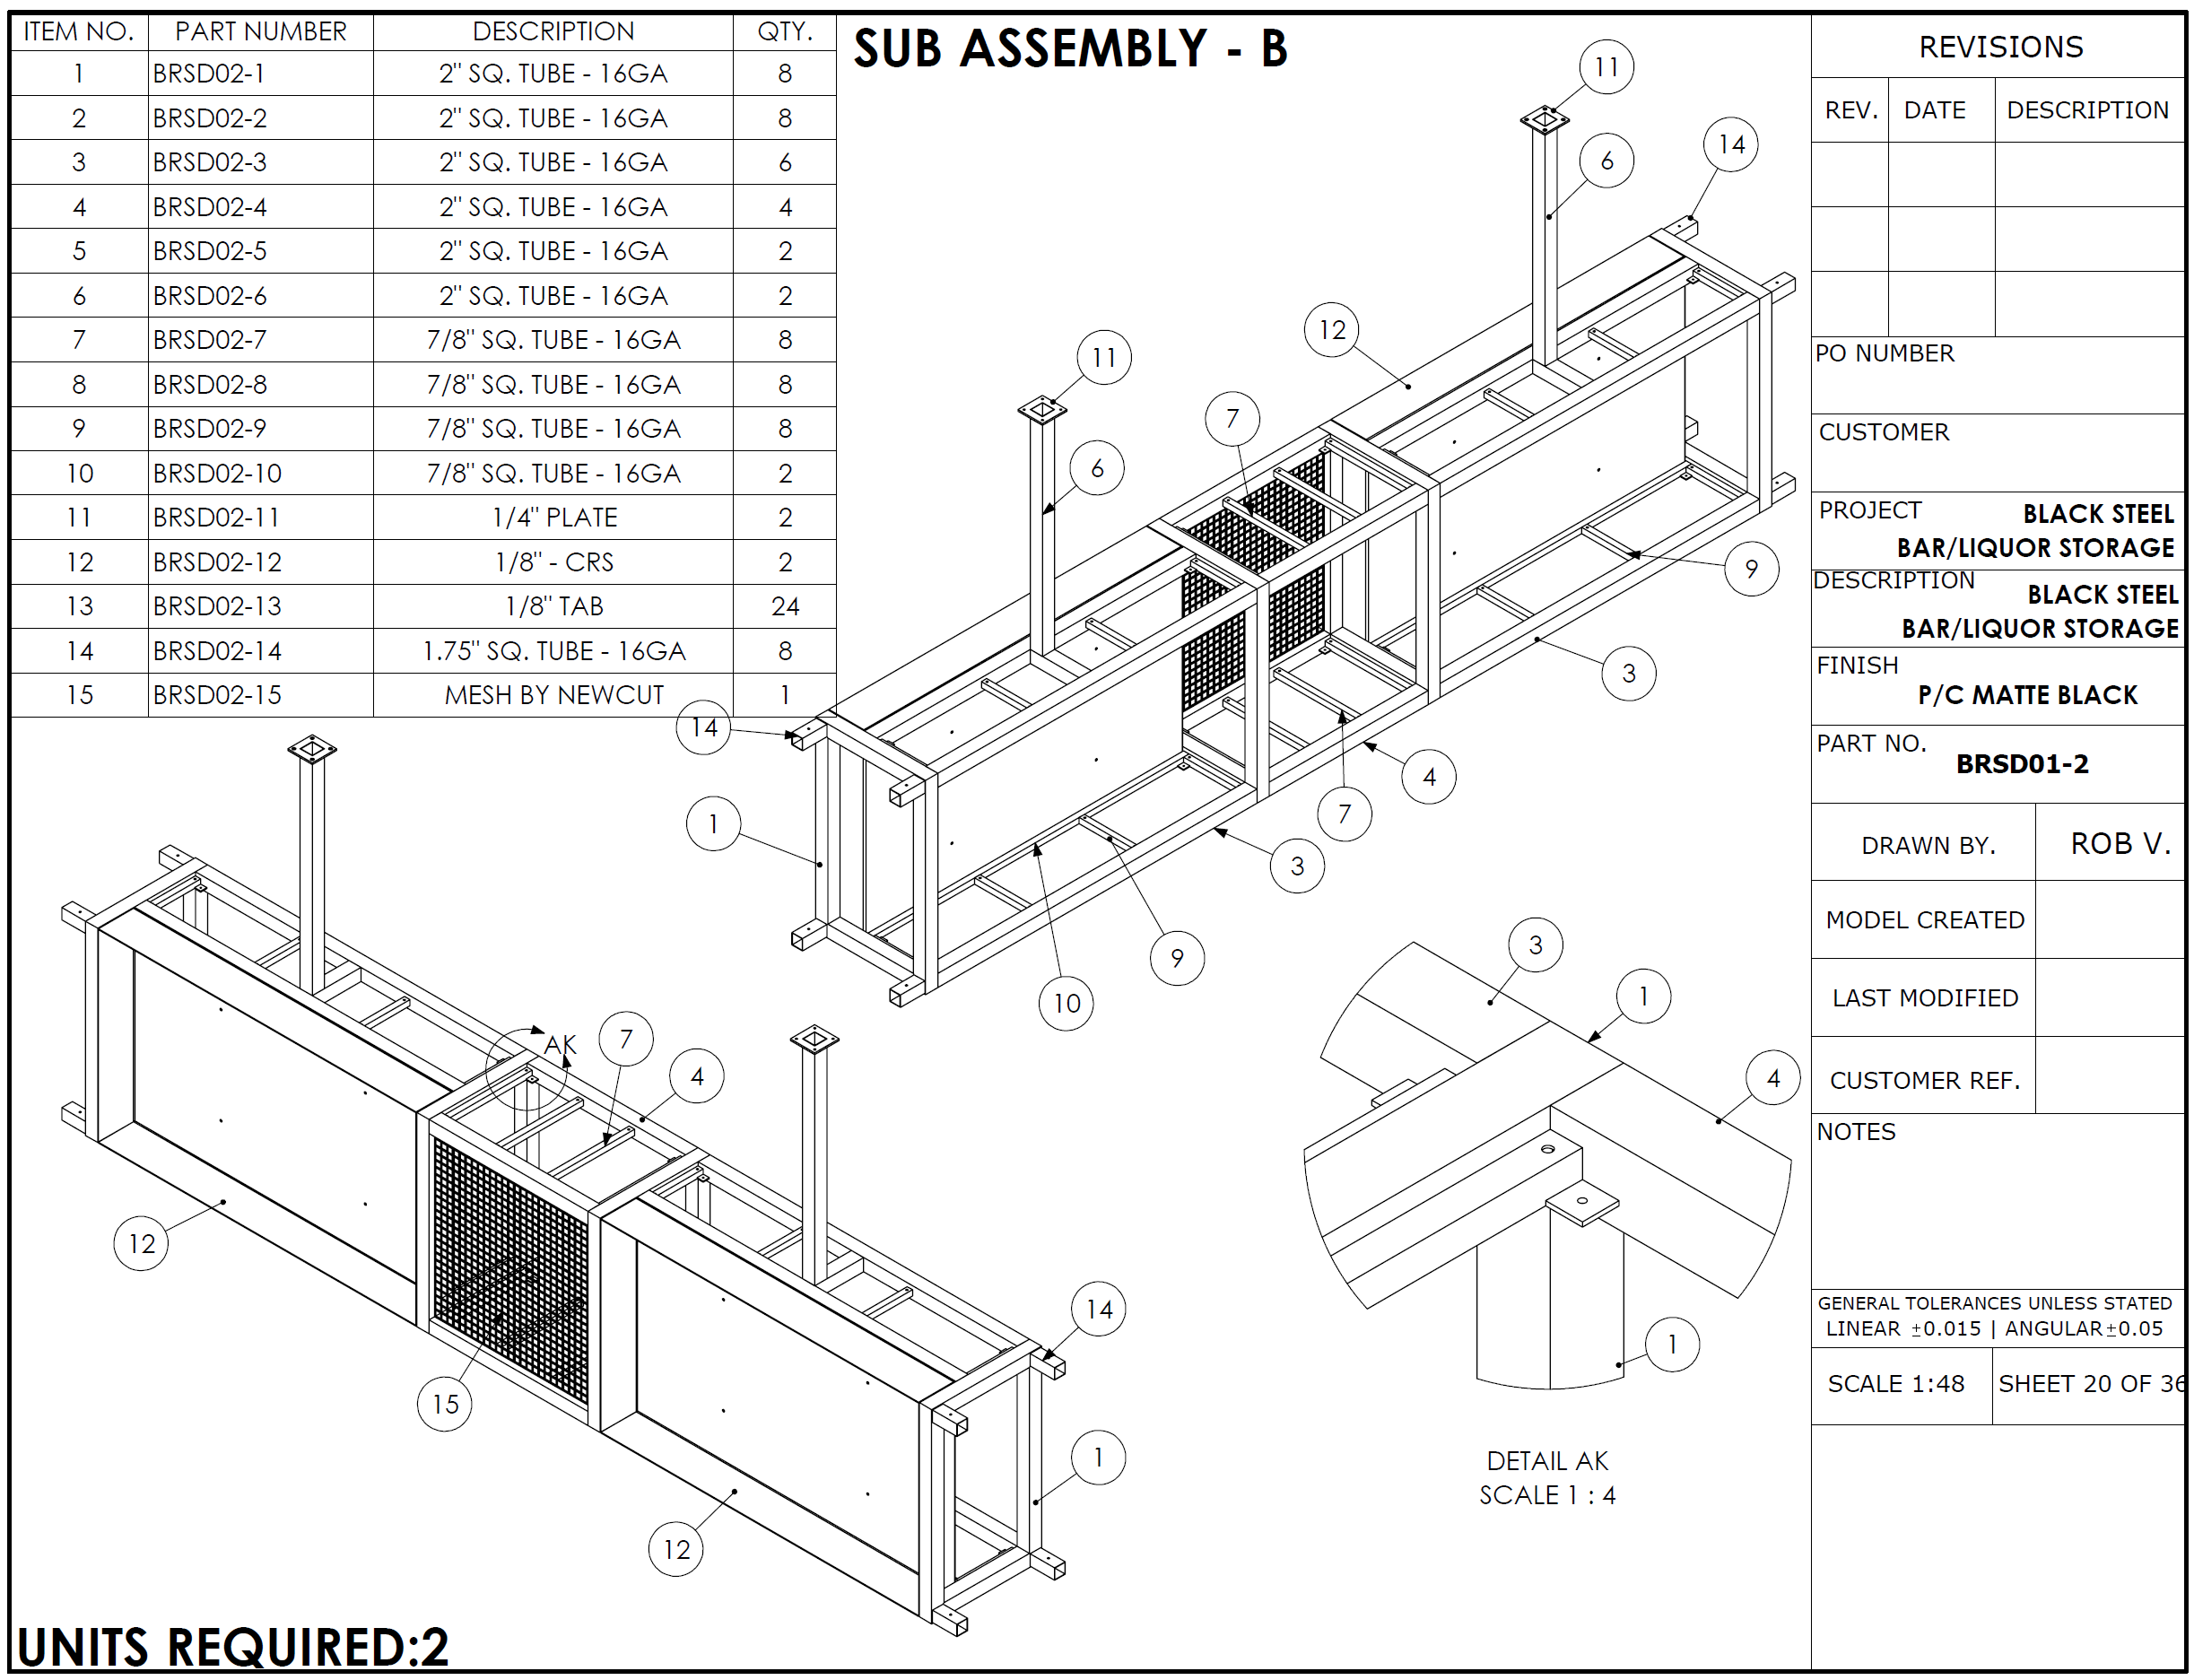 ITEM NO. PART NUMBER DESCRIPTION QTY.
1 BRSD02-1 2" SQ. TUBE - 16GA 8
2 BRSD02-2 2" SQ. TUBE - 16GA 8
3 BRSD02-3 2" SQ. TUBE - 16GA 6
4 BRSD02-4 2" SQ. TUBE - 16GA 4
5 BRSD02-5 2" SQ. TUBE - 16GA 2
6 BRSD02-6 2" SQ. TUBE - 16GA 2
7 BRSD02-7 7/8" SQ. TUBE - 16GA 8
8 BRSD02-8 7/8" SQ. TUBE - 16GA 8
9 BRSD02-9 7/8" SQ. TUBE - 16GA 8
10 BRSD02-10 7/8" SQ. TUBE - 16GA 2
11 BRSD02-11 1/4" PLATE 2
12 BRSD02-12 1/8" - CRS 2
13 BRSD02-13 1/8" TAB 24
14 BRSD02-14 1.75" SQ. TUBE - 16GA 8
15 BRSD02-15 MESH BY NEWCUT 1
SUB ASSEMBLY - B
11
6
14
12
11
7
6
9
3
14
4
7
1
3
9
10
AK
7
4
12
15
14
1
12
3
1
4
1
DETAIL AK
SCALE 1 : 4
UNITS REQUIRED:2
REVISIONS
REV. DATE DESCRIPTION
PO NUMBER
CUSTOMER
PROJECT BLACK STEEL
BAR/LIQUOR STORAGE
DESCRIPTION BLACK STEEL
BAR/LIQUOR STORAGE
FINISH
P/C MATTE BLACK
PART NO.
BRSD01-2
DRAWN BY. ROB V.
MODEL CREATED
LAST MODIFIED
CUSTOMER REF.
NOTES
GENERAL TOLERANCES UNLESS STATED
LINEAR ±0.015 | ANGULAR±0.05
SCALE 1:48 SHEET 20 OF 36